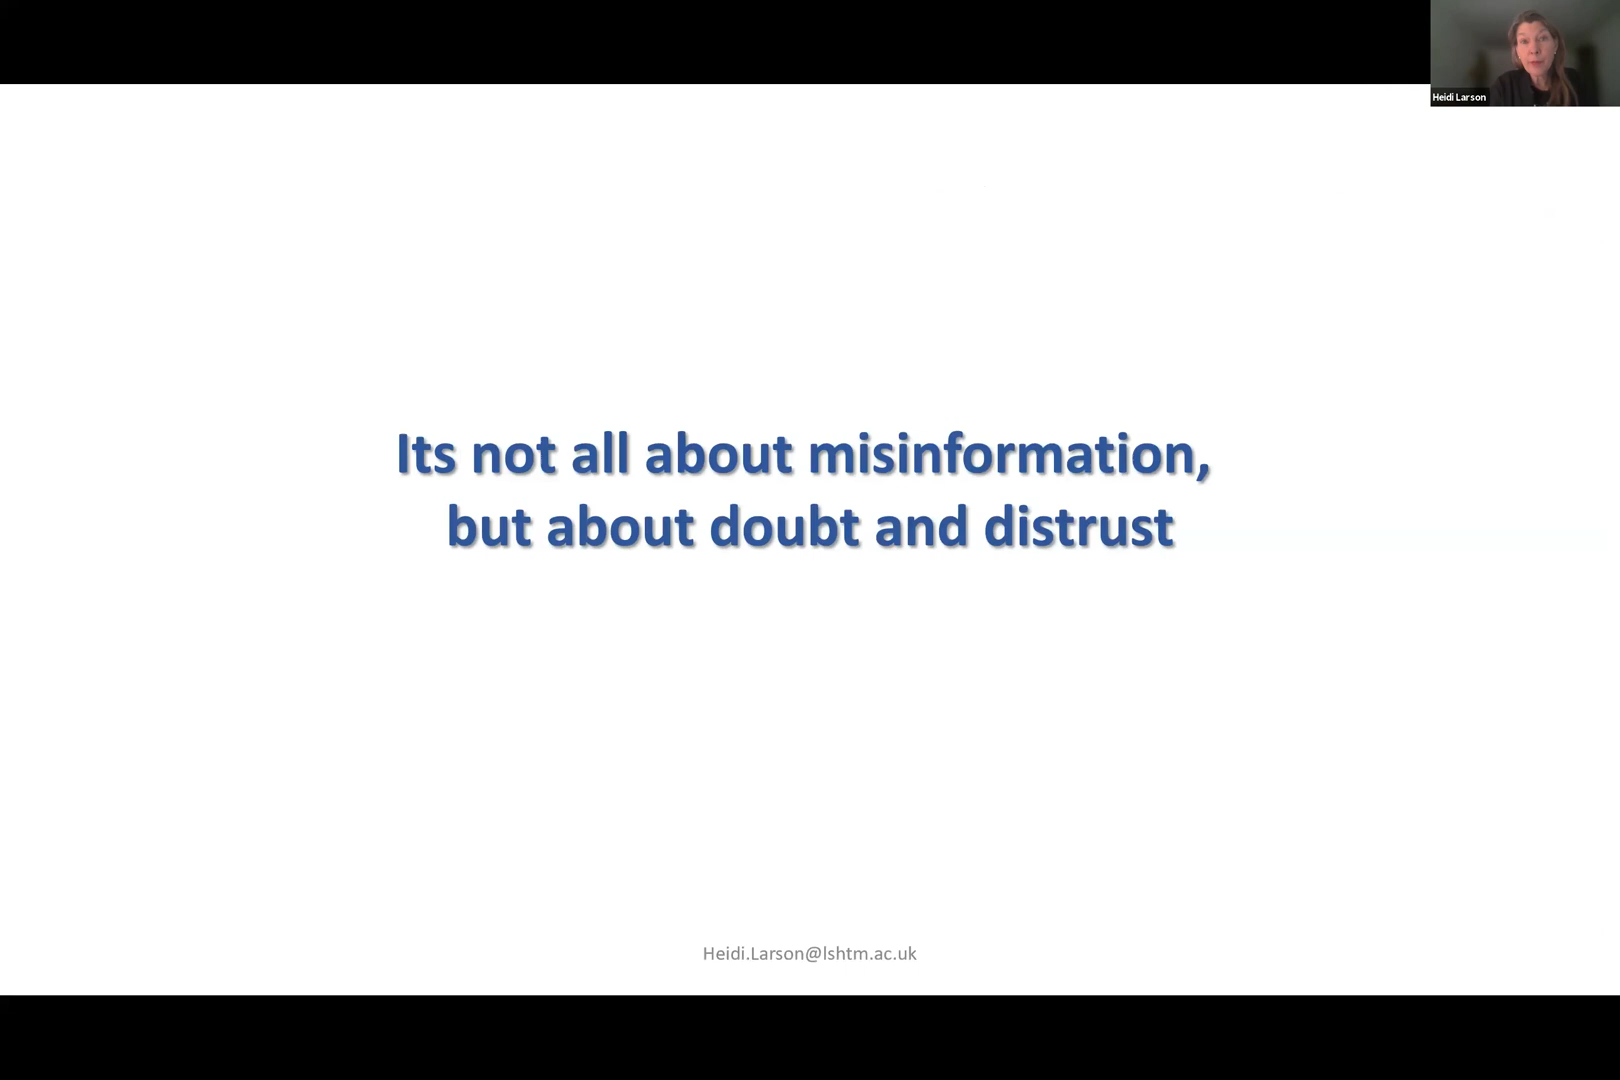 Heidi Larson
Its not all about misinformation,
but about doubt and distrust
Heidi.Larson@lshtm.ac.uk